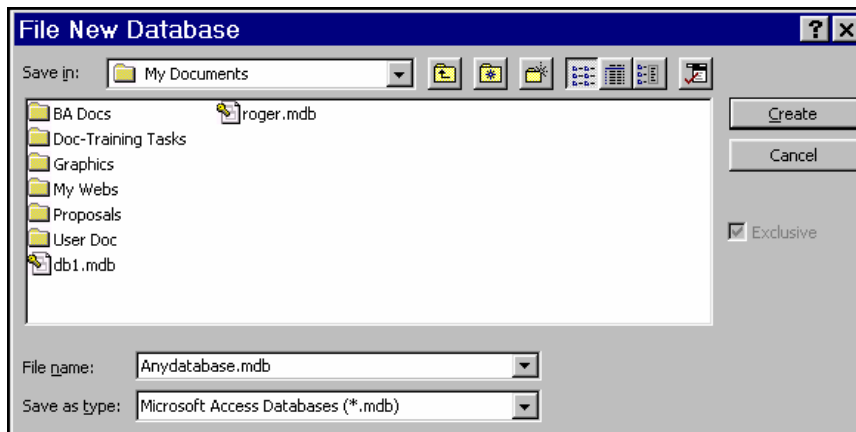 File New Database
Save in: My Documents
BA Docs roger.mdb
Doc-Training Tasks
Graphics
My Webs
Proposals
User Doc
db1.mdb
Create
Cancel
Exclusive
File name: Anydatabase.mdb
Save as type: Microsoft Access Databases (*.mdb)